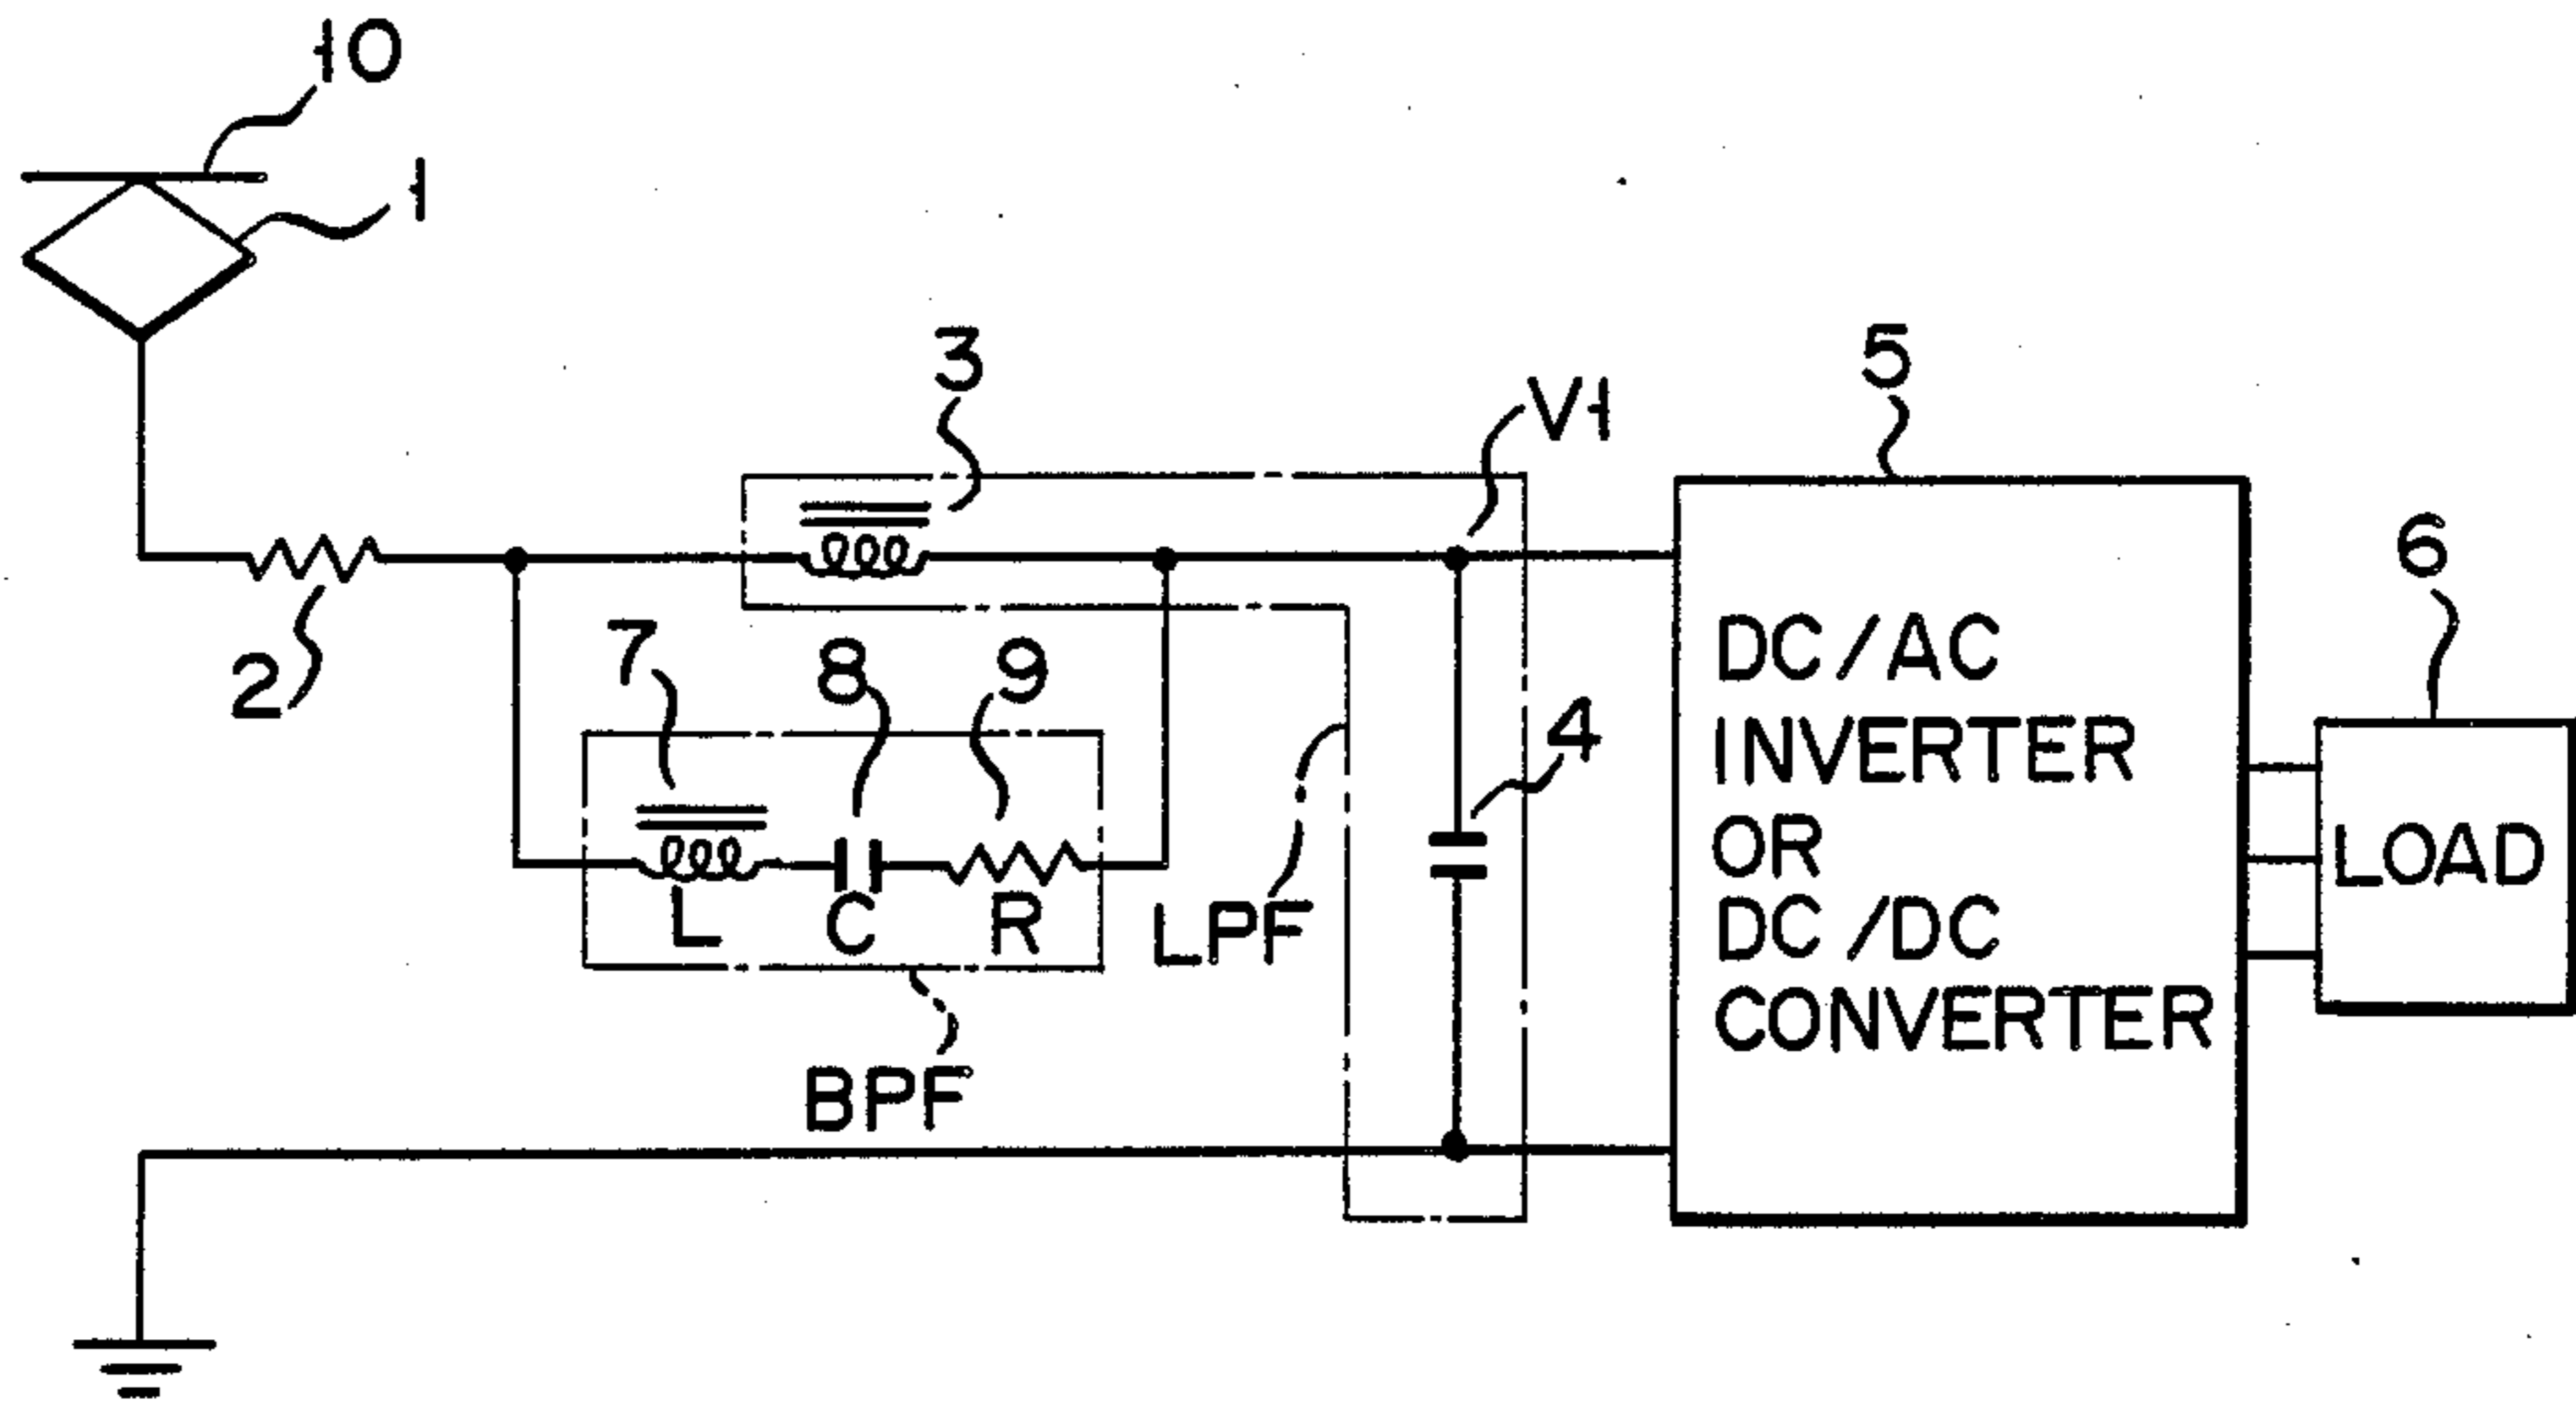 10
1
3
V1
5
6
2
7
8
9
4
L
C
R
LPF
BPF
DC/AC
INVERTER
OR
DC/DC
CONVERTER
LOAD